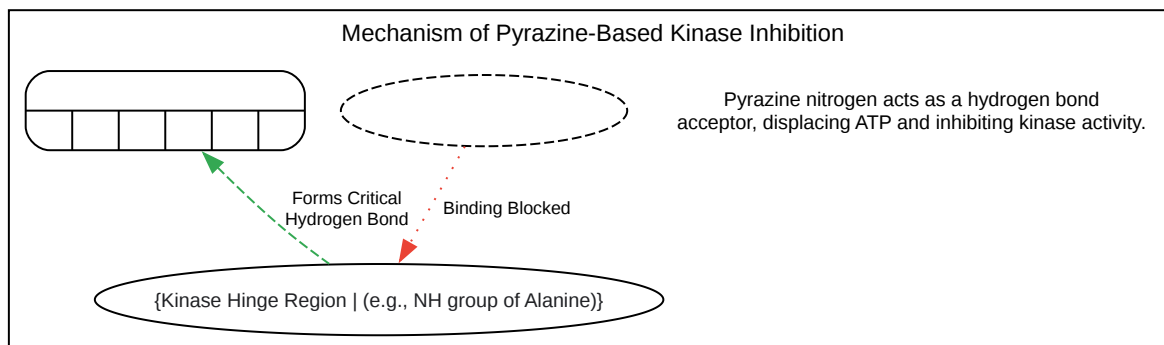 Mechanism of Pyrazine-Based Kinase Inhibition
Pyrazine nitrogen acts as a hydrogen bond
acceptor, displacing ATP and inhibiting kinase activity.
Forms Critical
Hydrogen Bond
Binding Blocked
{Kinase Hinge Region | (e.g., NH group of Alanine)}